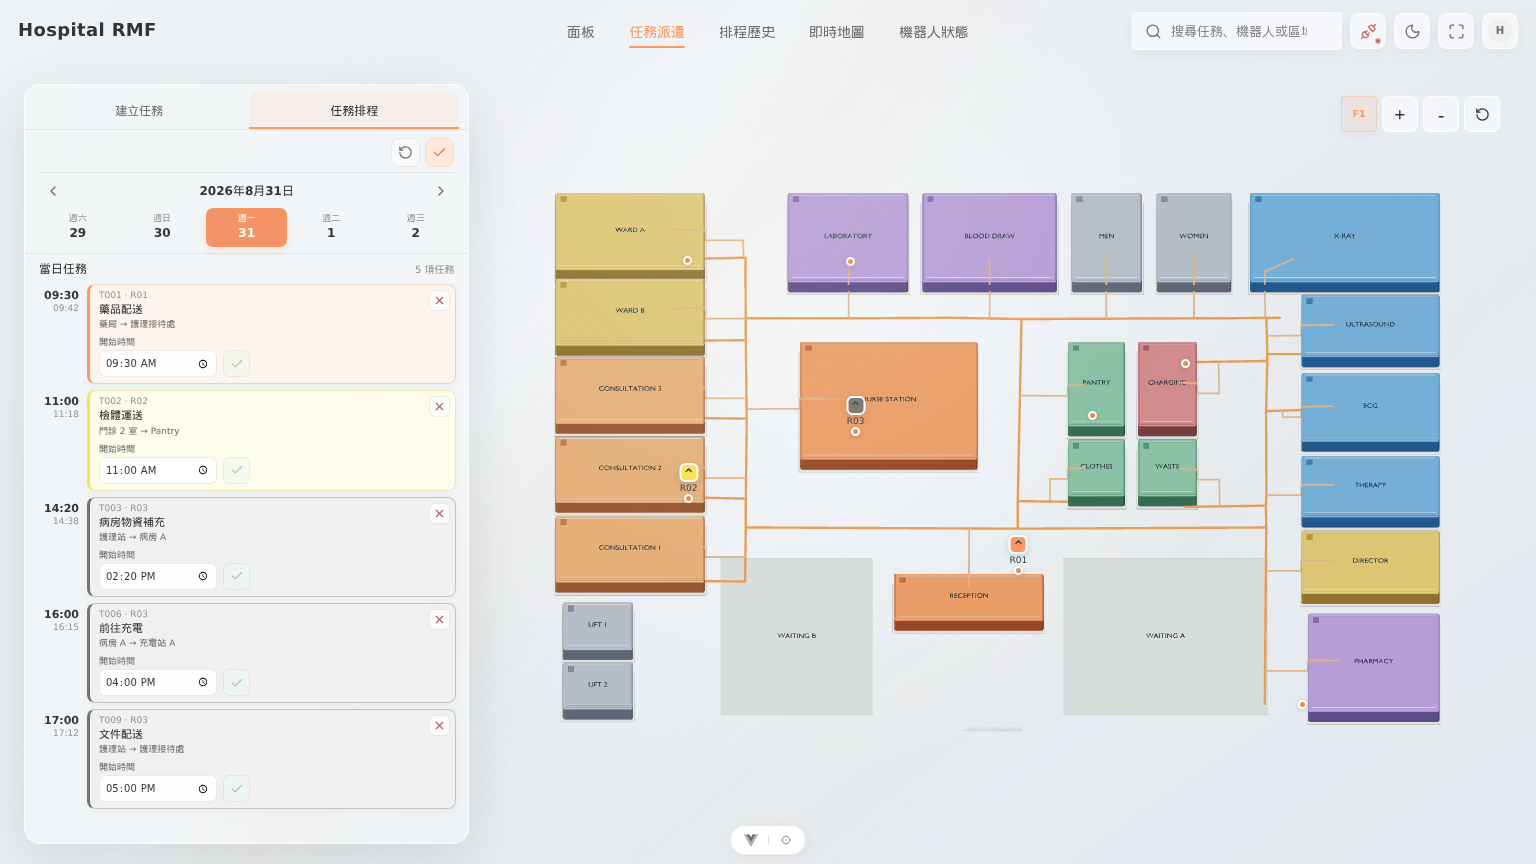 Hospital RMF
面板
任務派遣
排程歷史
即時地圖
機器人狀態
搜尋任務、機器人或區
H
建立任務
任務排程
2026年8月31日
週六
29
週日
30
週一
31
週二
1
週三
2
當日任務
5 項任務
09:30
09:42
T001 · R01
藥品配送
藥局 → 護理接待處
開始時間
09:30 AM
11:00
11:18
T002 · R02
檢體運送
門診 2 室 → Pantry
開始時間
11:00 AM
14:20
14:38
T003 · R03
病房物資補充
護理站 → 病房 A
開始時間
02:20 PM
16:00
16:15
T006 · R03
前往充電
病房 A → 充電站 A
開始時間
04:00 PM
17:00
17:12
T009 · R03
文件配送
護理站 → 護理接待處
開始時間
05:00 PM
F1
+
-
WARD A
WARD B
CONSULTATION 3
CONSULTATION 2
CONSULTATION 1
LIFT 1
LIFT 2
LABORATORY
BLOOD DRAW
MEN
WOMEN
X-RAY
ULTRASOUND
ECG
THERAPY
DIRECTOR
PHARMACY
URSE STATION
PANTRY
CHARGING
CLOTHES
WASTE
RECEPTION
WAITING B
WAITING A
R03
R02
R01